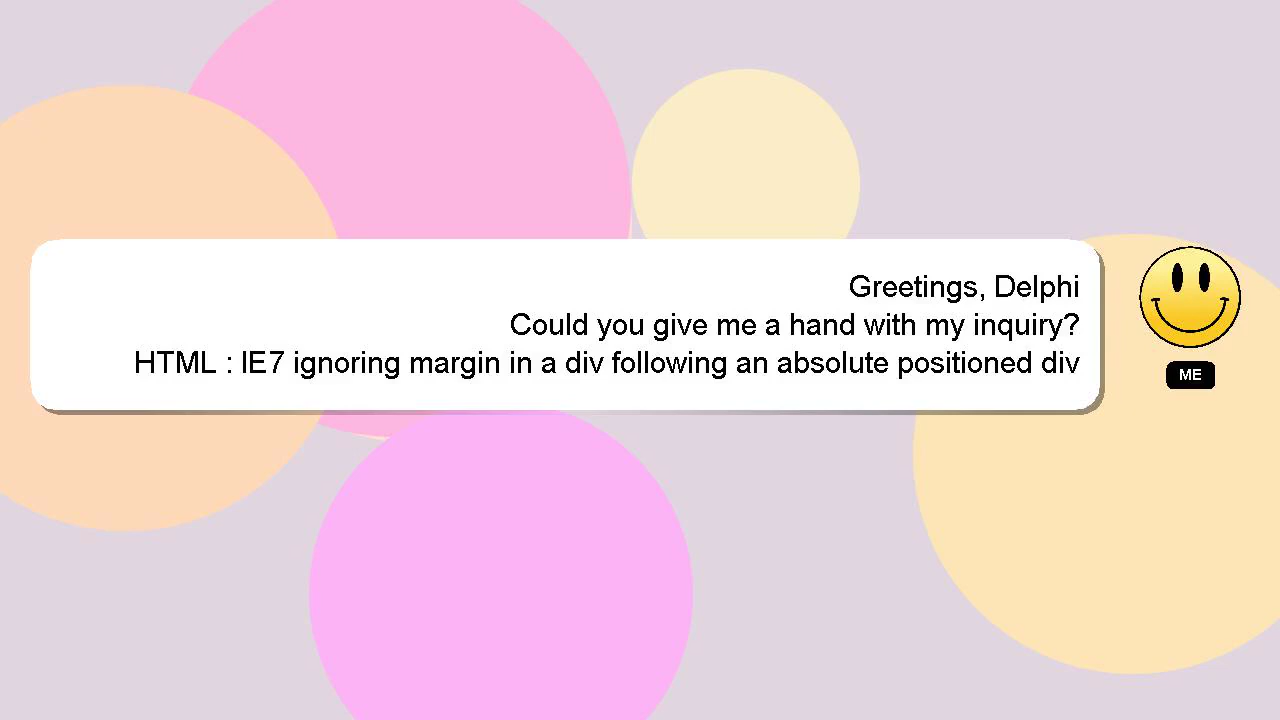 Greetings, Delphi
Could you give me a hand with my inquiry?
HTML : IE7 ignoring margin in a div following an absolute positioned div
ME